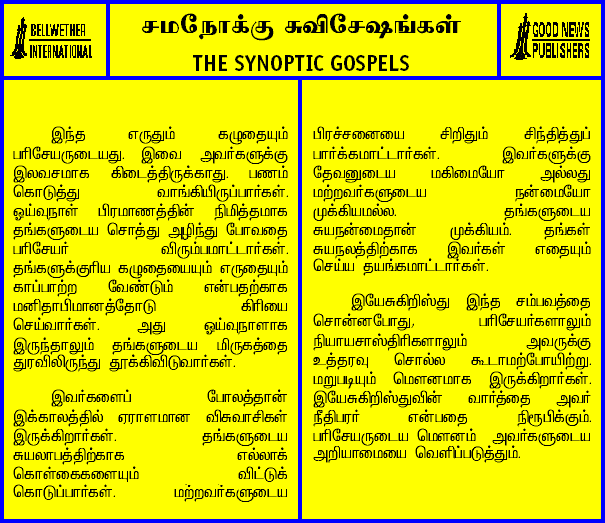 BELLWETHER
INTERNATIONAL
சமநோக்கு சுவிசேஷங்கள்
THE SYNOPTIC GOSPELS
GOOD NEWS
PUBLISHERS
இந்த எருதும் கழுதையும்
பரிசேயருடையது. இவை அவர்களுக்கு
இலவசமாக கிடைத்திருக்காது. பணம்
கொடுத்து வாங்கியிருப்பார்கள்.
ஓய்வுநாள் பிரமாணத்தின் நிமித்தமாக
தங்களுடைய சொத்து அழிந்து போவதை
பரிசேயர் விரும்பமாட்டார்கள்.
தங்களுக்குரிய கழுதையையும் எருதையும்
காப்பாற்ற வேண்டும் என்பதற்காக
மனிதாபிமானத்தோடு கிரியை
செய்வார்கள். அது ஓய்வுநாளாக
இருந்தாலும் தங்களுடைய மிருகத்தை
துரவிலிருந்து தூக்கிவிடுவார்கள்.
இவர்களைப் போலத்தான்
இக்காலத்தில் ஏராளமான விசுவாசிகள்
இருக்கிறார்கள். தங்களுடைய
சுயலாபத்திற்காக எல்லாக்
கொள்கைகளையும் விட்டுக்
கொடுப்பார்கள். மற்றவர்களுடைய
பிரச்சனையை சிறிதும் சிந்தித்துப்
பார்க்கமாட்டார்கள். இவர்களுக்கு
தேவனுடைய மகிமையோ அல்லது
மற்றவர்களுடைய நன்மையோ
முக்கியமல்ல. தங்களுடைய
சுயநன்மைதான் முக்கியம். தங்கள்
சுயநலத்திற்காக இவர்கள் எதையும்
செய்ய தயங்கமாட்டார்கள்.
இயேசுகிறிஸ்து இந்த சம்பவத்தை
சொன்னபோது, பரிசேயர்களாலும்
நியாயசாஸ்திரிகளாலும் அவருக்கு
உத்தரவு சொல்ல கூடாமற்போயிற்று.
மறுபடியும் மௌனமாக இருக்கிறார்கள்.
இயேசுகிறிஸ்துவின் வார்த்தை அவர்
நீதிபரர் என்பதை நிரூபிக்கும்.
பரிசேயருடைய மௌனம் அவர்களுடைய
அறியாமையை வெளிப்படுத்தும்.